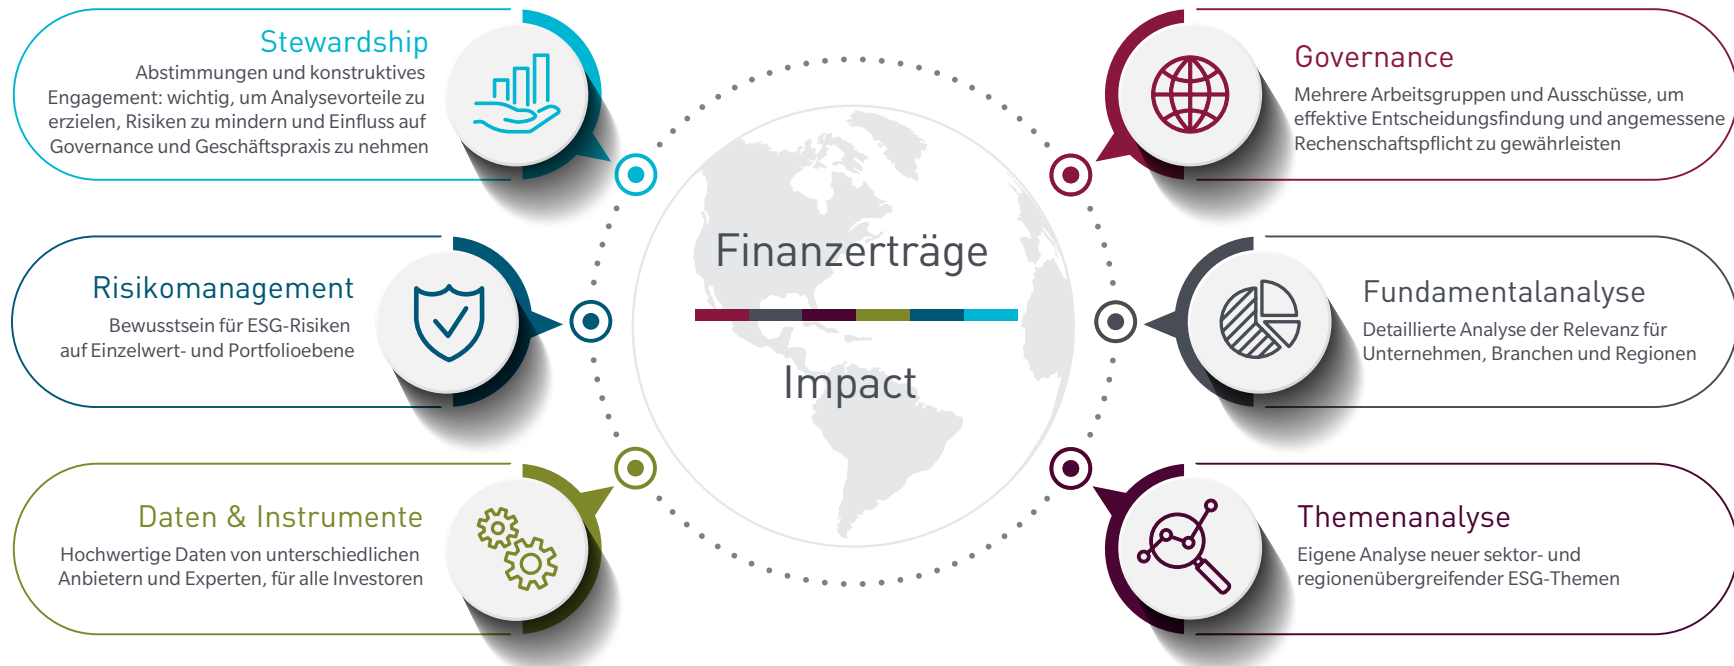 Stewardship
Abstimmungen und konstruktives
Engagement: wichtig, um Analysevorteile zu
erzielen, Risiken zu mindern und Einfluss auf
Governance und Geschäftspraxis zu nehmen
Risikomanagement
Bewusstsein für ESG-Risiken
auf Einzelwert- und Portfolioebene
Daten & Instrumente
Hochwertige Daten von unterschiedlichen
Anbietern und Experten, für alle Investoren
Finanzerträge
Impact
Governance
Mehrere Arbeitsgruppen und Ausschüsse, um
effektive Entscheidungsfindung und angemessene
Rechenschaftspflicht zu gewährleisten
Fundamentalanalyse
Detaillierte Analyse der Relevanz für
Unternehmen, Branchen und Regionen
Themenanalyse
Eigene Analyse neuer sektor- und
regionenübergreifender ESG-Themen